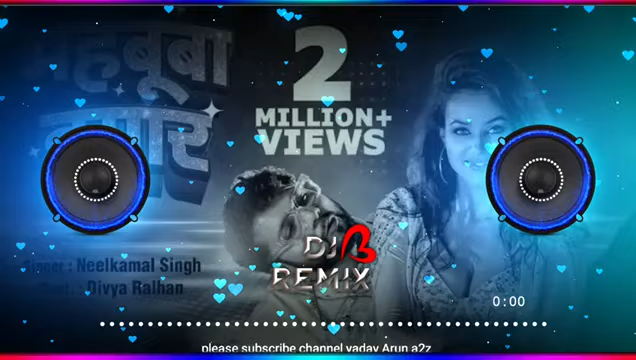 महबूबा
2
MILLION+
VIEWS
: Neelkamal Singh
: Divya Ralhan
DJ B
REMIX
0:00
please subscribe channel yadav Arun a2z